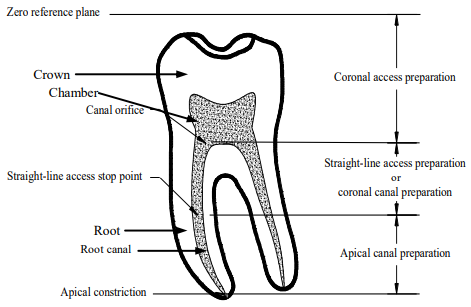 Zero reference plane
Crown
Coronal access preparation
Chamber
Canal orifice
Straight-line access preparation
or
coronal canal preparation
Straight-line access stop point
Root
Root canal
Apical canal preparation
Apical constriction